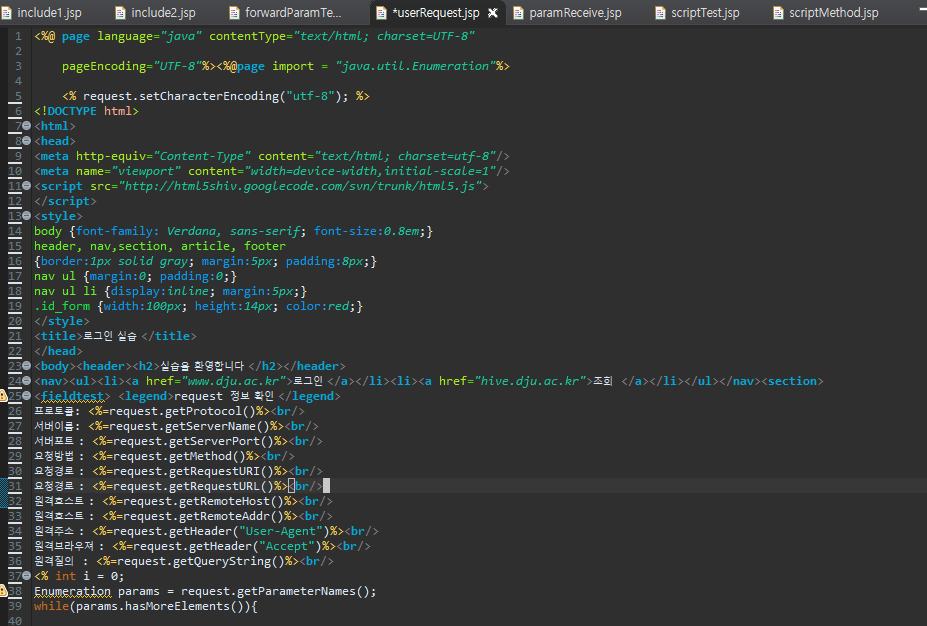 include1.jsp include2.jsp forwardParamTe... *userRequest.jsp paramReceive.jsp scriptTest.jsp scriptMethod.jsp
1 <%@ page language="java" contentType="text/html; charset=UTF-8"
2
3 pageEncoding="UTF-8"%><%@page import = "java.util.Enumeration"%>
4
5 <% request.setCharacterEncoding("utf-8"); %>
6 <!DOCTYPE html>
7 <html>
8 <head>
9 <meta http-equiv="Content-Type" content="text/html; charset=utf-8"/>
10 <meta name="viewport" content="width=device-width,initial-scale=1"/>
11 <script src="http://html5shiv.googlecode.com/svn/trunk/html5.js">
12 </script>
13 <style>
14 body {font-family: Verdana, sans-serif; font-size:0.8em;}
15 header, nav,section, article, footer
16 {border:1px solid gray; margin:5px; padding:8px;}
17 nav ul {margin:0; padding:0;}
18 nav ul li {display:inline; margin:5px;}
19 .id_form {width:100px; height:14px; color:red;}
20 </style>
21 <title>로그인 실습 </title>
22 </head>
23 <body><header><h2>실습을 환영합니다 </h2></header>
24 <nav><ul><li><a href="www.dju.ac.kr">로그인 </a></li><li><a href="hive.dju.ac.kr">조회 </a></li></ul></nav><section>
25 <fieldtest> <legend>request 정보 확인 </legend>
26 프로토콜: <%=request.getProtocol()%><br/>
27 서버이름: <%=request.getServerName()%><br/>
28 서버포트 : <%=request.getServerPort()%><br/>
29 요청방법 : <%=request.getMethod()%><br/>
30 요청경로 : <%=request.getRequestURI()%><br/>
31 요청경로 : <%=request.getRequestURL()%><br/>
32 원격호스트 : <%=request.getRemoteHost()%><br/>
33 원격호스트 : <%=request.getRemoteAddr()%><br/>
34 원격주소 : <%=request.getHeader("User-Agent")%><br/>
35 원격브라우져 : <%=request.getHeader("Accept")%><br/>
36 원격질의 : <%=request.getQueryString()%><br/>
37 <% int i = 0;
38 Enumeration params = request.getParameterNames();
39 while(params.hasMoreElements()){
40